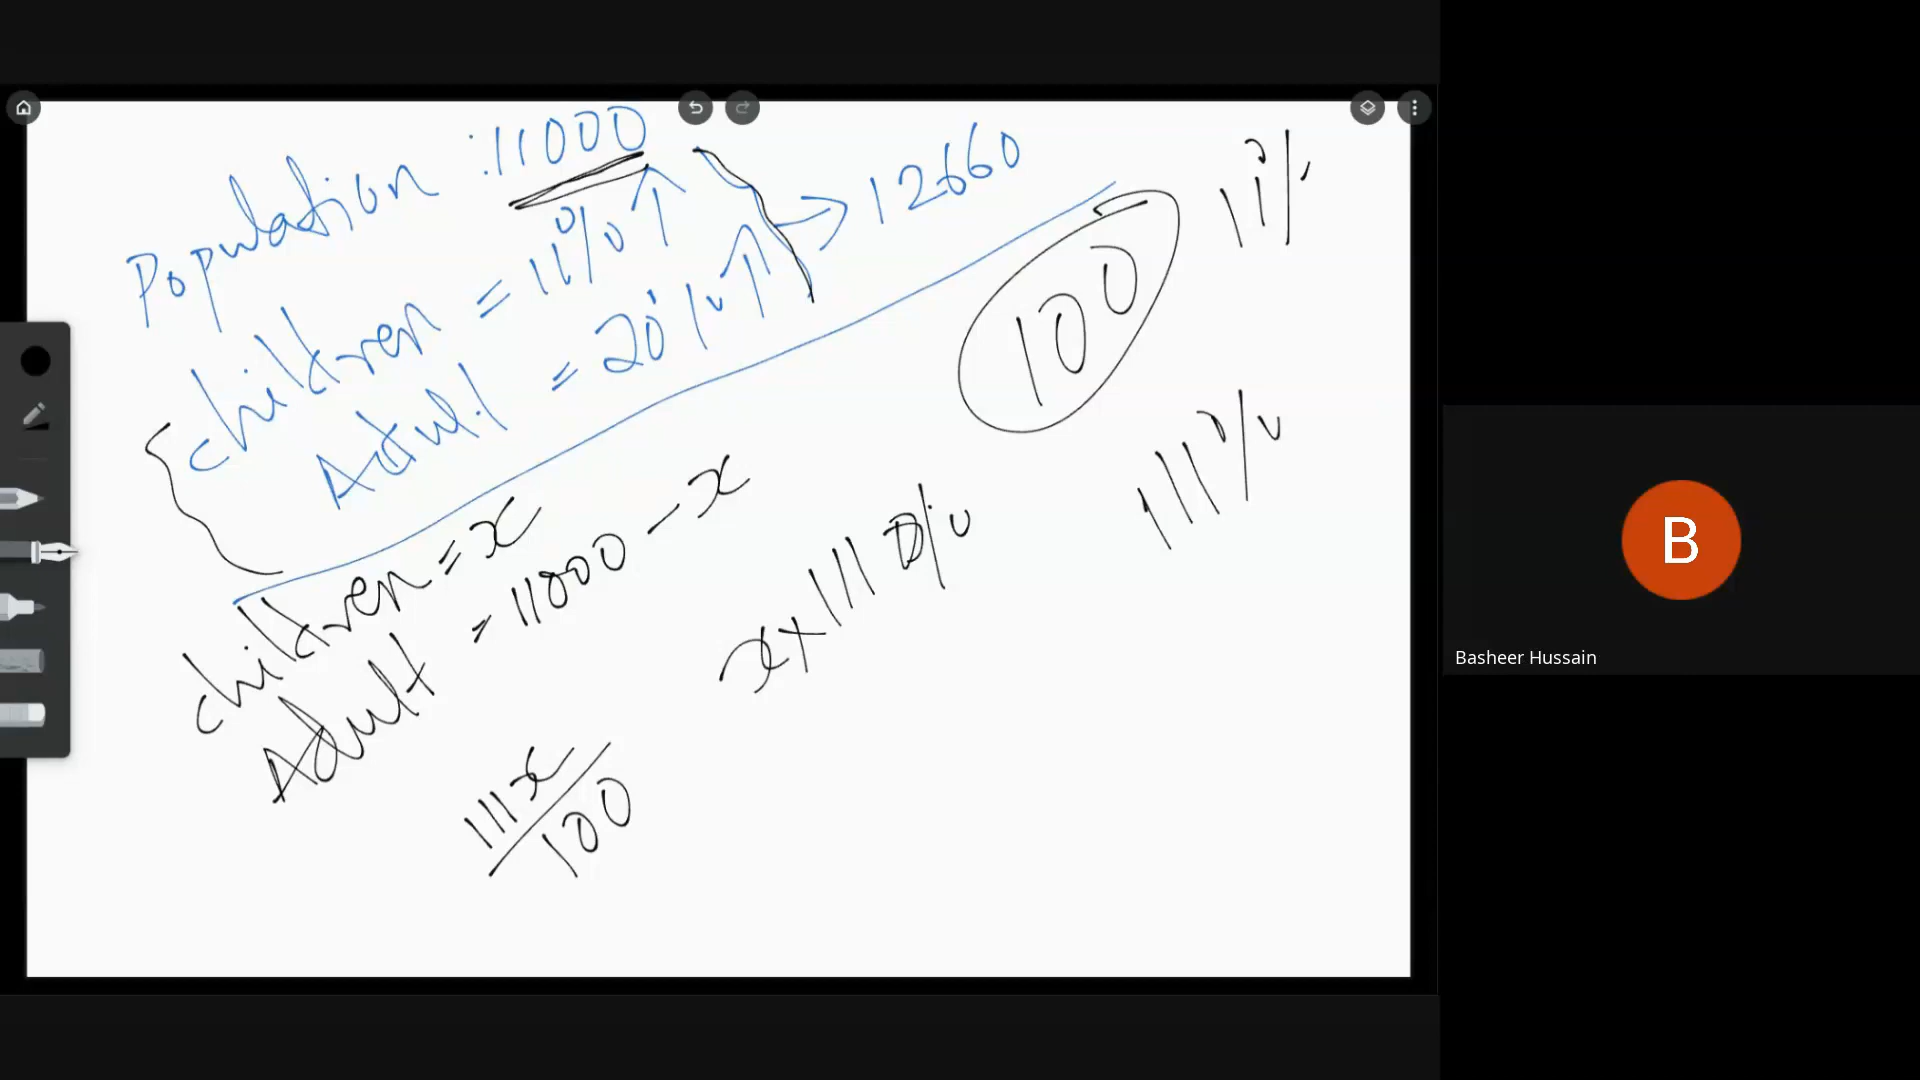 Population : 11000
children = 11% ↑
Adult = 20% ↑
→ 12660
100
11%
111%
children = x
Adult = 11000 - x
x × 111%
111x
100
B
Basheer Hussain